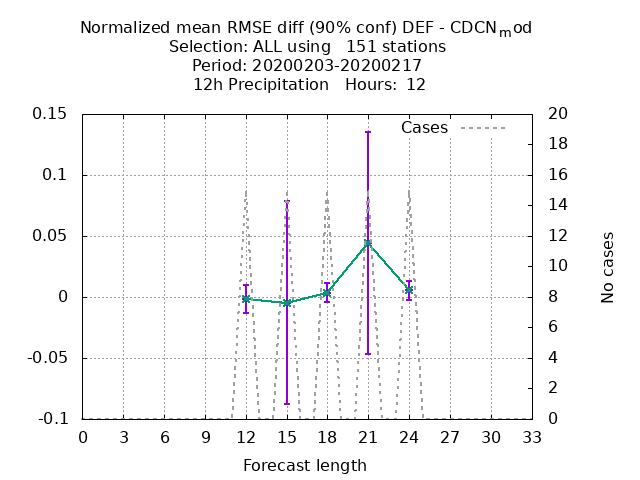 Normalized mean RMSE diff (90% conf) DEF - CDCNmod
Selection: ALL using   151 stations
Period: 20200203-20200217
12h Precipitation   Hours:  12
0.15
0.1
0.05
0
-0.05
-0.1
20
18
16
14
12
10
8
6
4
2
0
Cases
No cases
0 3 6 9 12 15 18 21 24 27 30 33
Forecast length